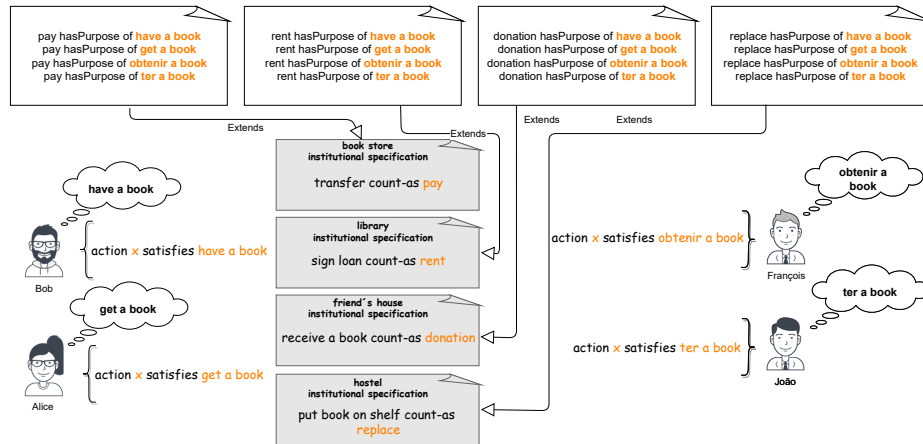 pay hasPurpose of have a book
pay hasPurpose of get a book
pay hasPurpose of obtenir a book
pay hasPurpose of ter a book
rent hasPurpose of have a book
rent hasPurpose of get a book
rent hasPurpose of obtenir a book
rent hasPurpose of ter a book
donation hasPurpose of have a book
donation hasPurpose of get a book
donation hasPurpose of obtenir a book
donation hasPurpose of ter a book
replace hasPurpose of have a book
replace hasPurpose of get a book
replace hasPurpose of obtenir a book
replace hasPurpose of ter a book
Extends
Extends
Extends
Extends
book store
institutional specification
transfer count-as pay
library
institutional specification
sign loan count-as rent
friend´s house
institutional specification
receive a book count-as donation
hostel
institutional specification
put book on shelf count-as
replace
have a book
action x satisfies have a book
Bob
get a book
action x satisfies get a book
Alice
obtenir a
book
action x satisfies obtenir a book
François
ter a book
action x satisfies ter a book
João